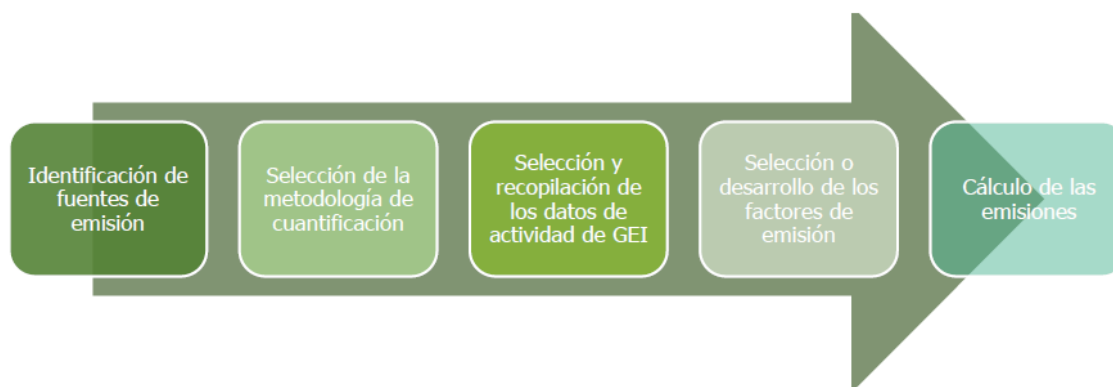 Identificación de
fuentes de
emisión
Selección de la
metodología de
cuantificación
Selección y
recopilación de
los datos de
actividad de GEI
Selección o
desarrollo de los
factores de
emisión
Cálculo de las
emisiones